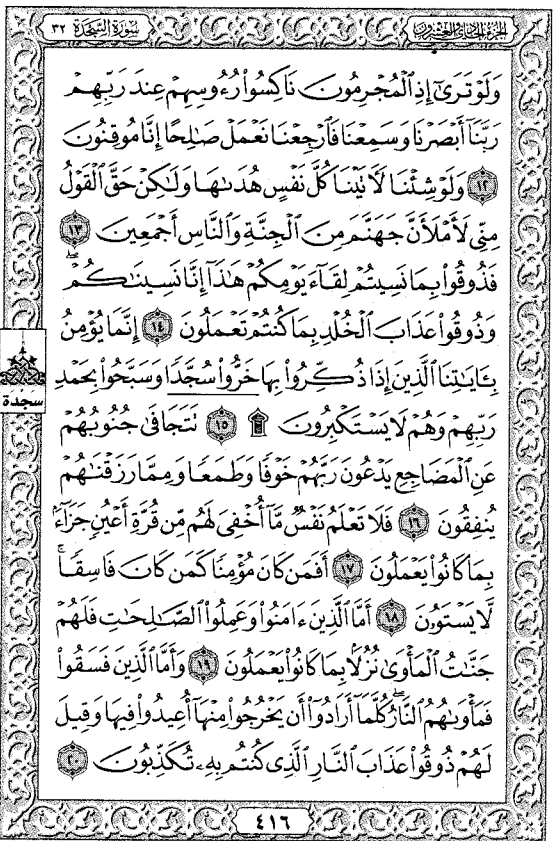 سورة السجدة ٣٢
الجزء الحادي والعشرون
وَلَوْ تَرَىٰٓ إِذِ ٱلْمُجْرِمُونَ نَاكِسُوا۟ رُءُوسِهِمْ عِندَ رَبِّهِمْ
رَبَّنَآ أَبْصَرْنَا وَسَمِعْنَا فَٱرْجِعْنَا نَعْمَلْ صَـٰلِحًا إِنَّا مُوقِنُونَ
١٢ وَلَوْ شِئْنَا لَـَٔاتَيْنَا كُلَّ نَفْسٍ هُدَىٰهَا وَلَـٰكِنْ حَقَّ ٱلْقَوْلُ
مِنِّى لَأَمْلَأَنَّ جَهَنَّمَ مِنَ ٱلْجِنَّةِ وَٱلنَّاسِ أَجْمَعِينَ ١٣
فَذُوقُوا۟ بِمَا نَسِيتُمْ لِقَآءَ يَوْمِكُمْ هَـٰذَآ إِنَّا نَسِينَـٰكُمْ ۖ
وَذُوقُوا۟ عَذَابَ ٱلْخُلْدِ بِمَا كُنتُمْ تَعْمَلُونَ ١٤ إِنَّمَا يُؤْمِنُ
بِـَٔايَـٰتِنَا ٱلَّذِينَ إِذَا ذُكِّرُوا۟ بِهَا خَرُّوا۟ سُجَّدًا وَسَبَّحُوا۟ بِحَمْدِ
سجدة
رَبِّهِمْ وَهُمْ لَا يَسْتَكْبِرُونَ ۩ ١٥ تَتَجَافَىٰ جُنُوبُهُمْ
عَنِ ٱلْمَضَاجِعِ يَدْعُونَ رَبَّهُمْ خَوْفًا وَطَمَعًا وَمِمَّا رَزَقْنَـٰهُمْ
يُنفِقُونَ ١٦ فَلَا تَعْلَمُ نَفْسٌ مَّآ أُخْفِىَ لَهُم مِّن قُرَّةِ أَعْيُنٍ جَزَآءًۢ
بِمَا كَانُوا۟ يَعْمَلُونَ ١٧ أَفَمَن كَانَ مُؤْمِنًا كَمَن كَانَ فَاسِقًا ۚ
لَّا يَسْتَوُۥنَ ١٨ أَمَّا ٱلَّذِينَ ءَامَنُوا۟ وَعَمِلُوا۟ ٱلصَّـٰلِحَـٰتِ فَلَهُمْ
جَنَّـٰتُ ٱلْمَأْوَىٰ نُزُلًۢا بِمَا كَانُوا۟ يَعْمَلُونَ ١٩ وَأَمَّا ٱلَّذِينَ فَسَقُوا۟
فَمَأْوَىٰهُمُ ٱلنَّارُ ۖ كُلَّمَآ أَرَادُوٓا۟ أَن يَخْرُجُوا۟ مِنْهَآ أُعِيدُوا۟ فِيهَا وَقِيلَ
لَهُمْ ذُوقُوا۟ عَذَابَ ٱلنَّارِ ٱلَّذِى كُنتُم بِهِۦ تُكَذِّبُونَ ٢٠
٤١٦